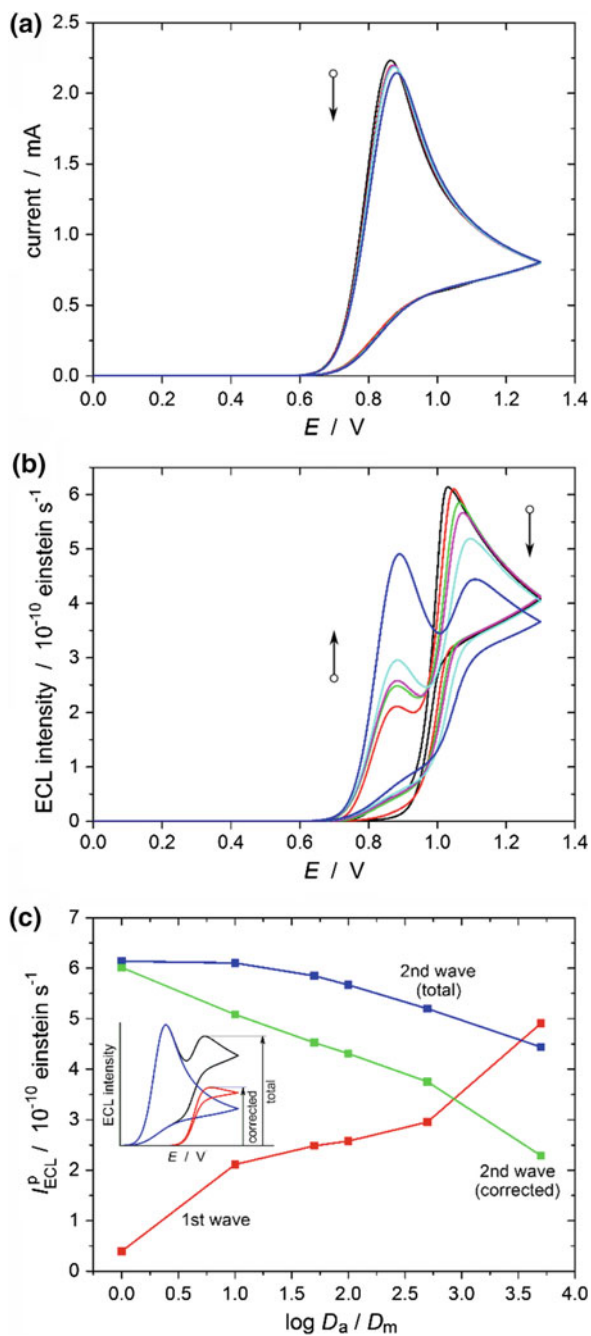 (a)
2.5
2.0
1.5
1.0
0.5
0.0
current / mA
0.0 0.2 0.4 0.6 0.8 1.0 1.2 1.4
E / V
(b)
6
5
4
3
2
1
0
ECL intensity / 10⁻¹⁰ einstein s⁻¹
0.0 0.2 0.4 0.6 0.8 1.0 1.2 1.4
E / V
(c)
7
6
5
4
3
2
1
0
I^p_ECL / 10⁻¹⁰ einstein s⁻¹
2nd wave
(total)
ECL intensity
corrected
total
E / V
1st wave
2nd wave
(corrected)
0.0 0.5 1.0 1.5 2.0 2.5 3.0 3.5 4.0
log Dₐ / Dₘ